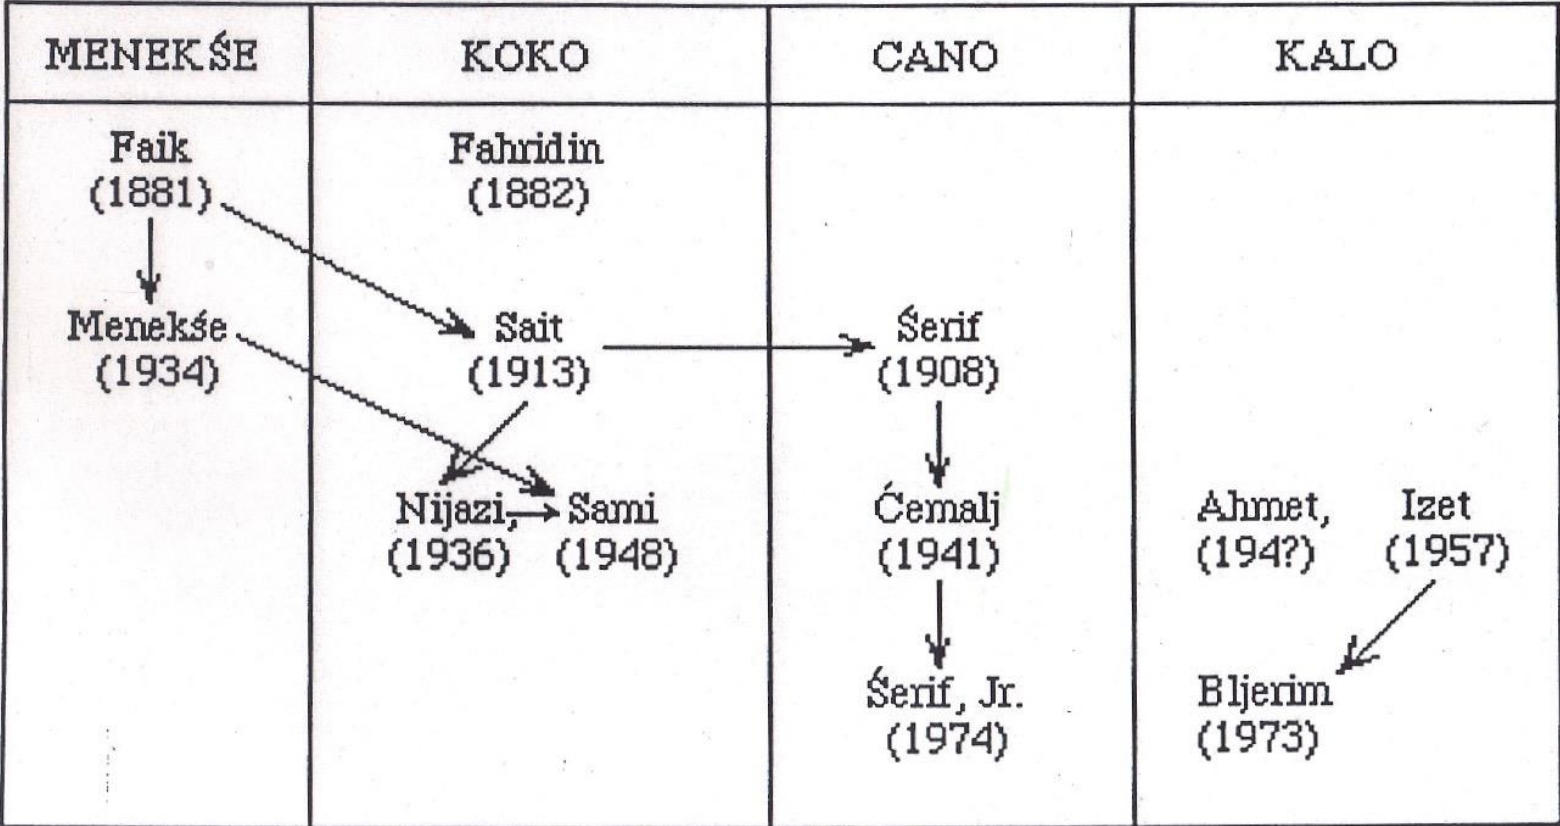 MENEKŚE
KOKO
CANO
KALO
Faik
(1881)
Fahridin
(1882)
Menekśe
(1934)
Sait
(1913)
Śerif
(1908)
Nijazi,
(1936)
Sami
(1948)
Ćemalj
(1941)
Ahmet,
(194?)
Izet
(1957)
Śerif, Jr.
(1974)
Bljerim
(1973)